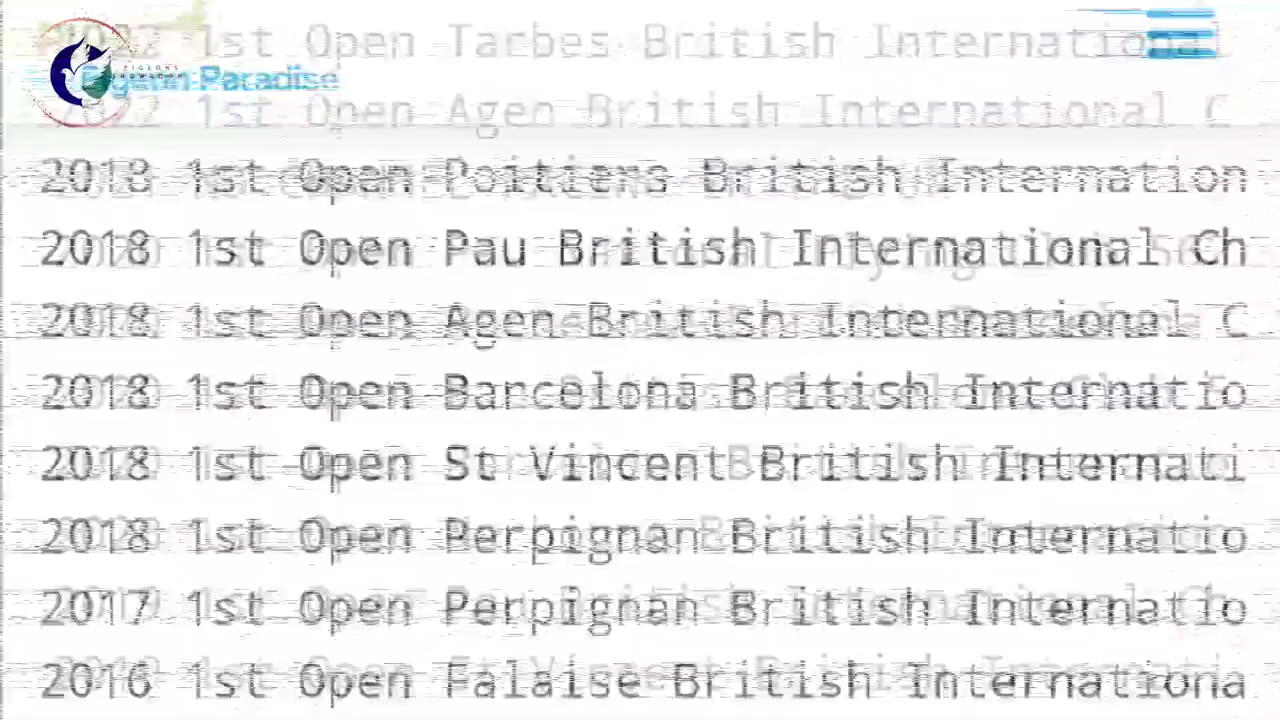 2022 1st Open Tarbes British International
Pigeon Paradise
2022 1st Open Agen British International C
2018 1st Open Poitiers British Internation
2018 1st Open Pau British International Ch
2018 1st Open Agen British International C
2018 1st Open Barcelona British Internatio
2018 1st Open St Vincent British Internati
2018 1st Open Perpignan British Internatio
2017 1st Open Perpignan British Internatio
2016 1st Open Falaise British Internationa